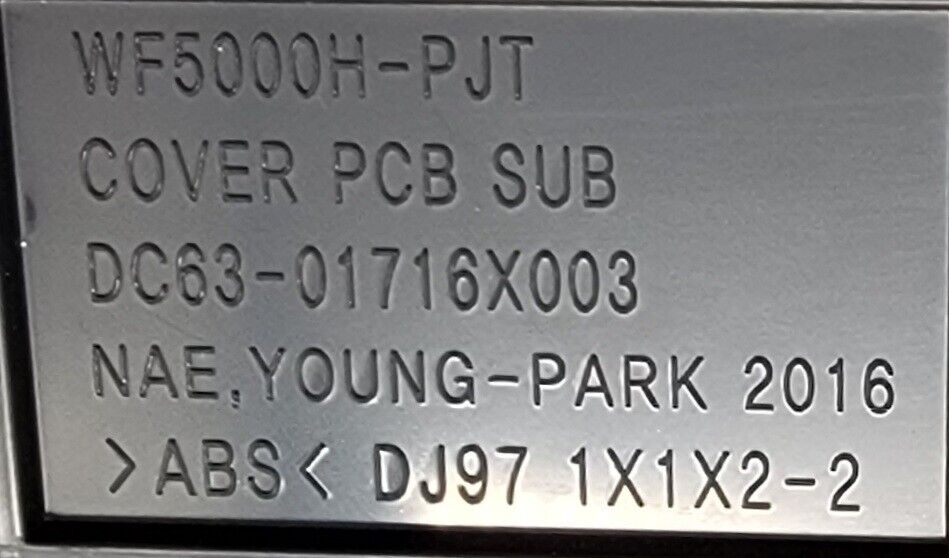 WF5000H-PJT
COVER PCB SUB
DC63-01716X003
NAE,YOUNG-PARK 2016
>ABS< DJ97 1X1X2-2